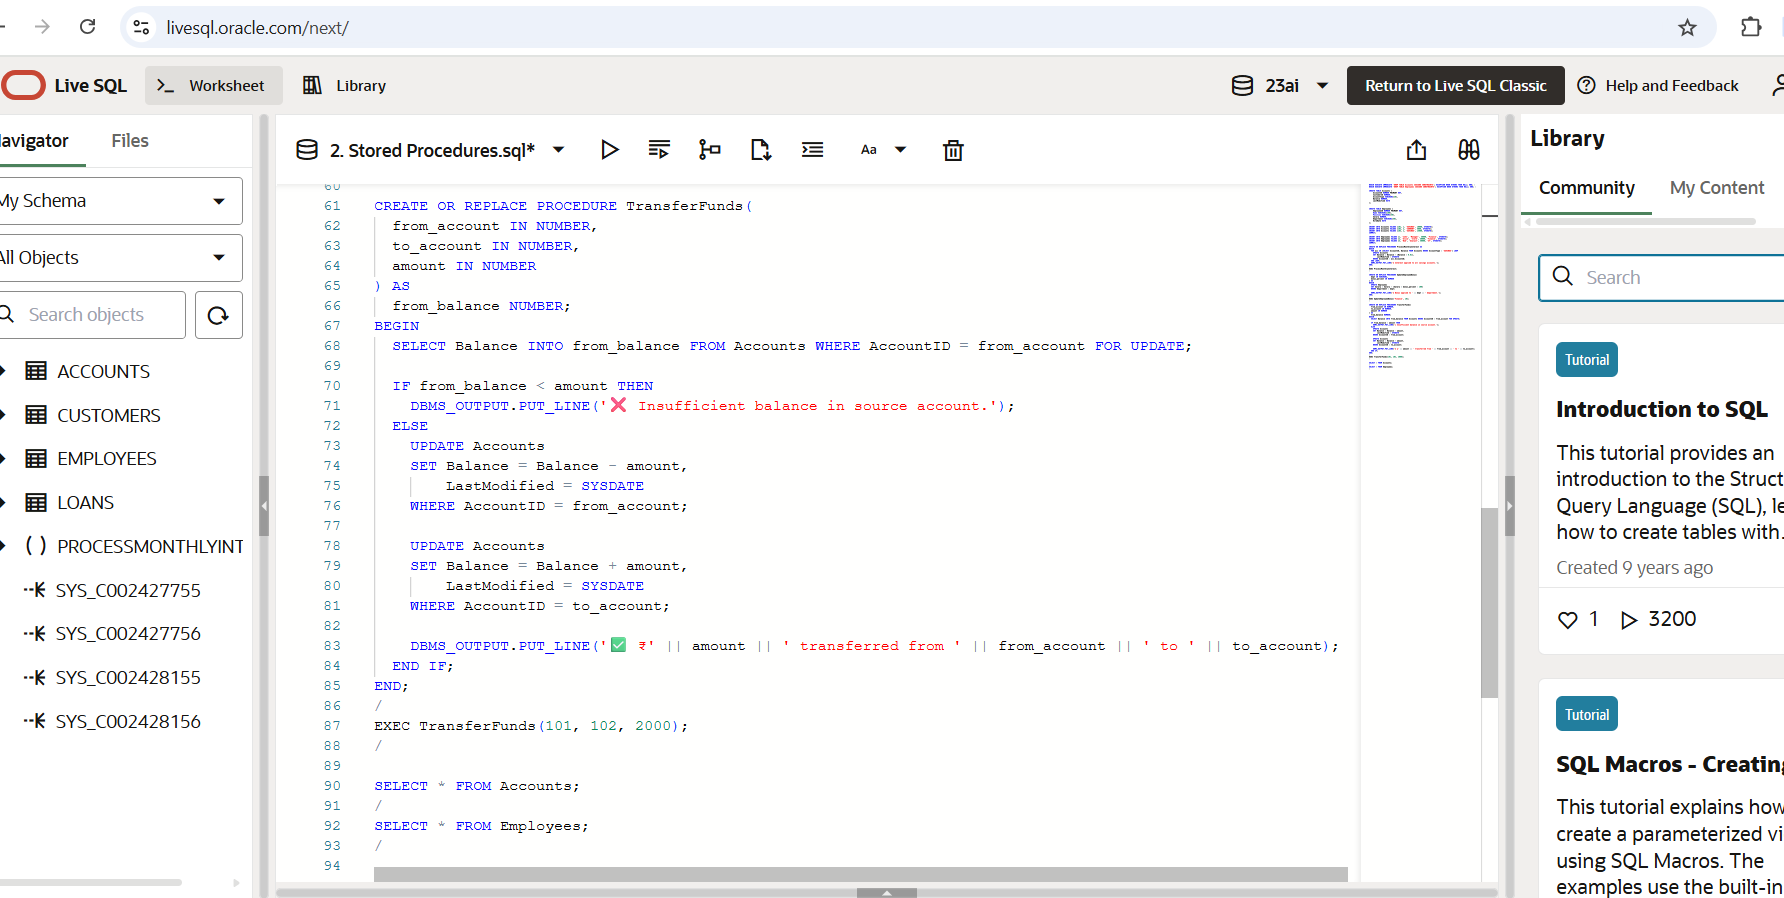 livesql.oracle.com/next/
Live SQL
Worksheet
Library
23ai
Return to Live SQL Classic
Help and Feedback
avigator
Files
My Schema
All Objects
Search objects
ACCOUNTS
CUSTOMERS
EMPLOYEES
LOANS
( ) PROCESSMONTHLYINT
SYS_C002427755
SYS_C002427756
SYS_C002428155
SYS_C002428156
2. Stored Procedures.sql*
Aa
60
61 CREATE OR REPLACE PROCEDURE TransferFunds(
62 from_account IN NUMBER,
63 to_account IN NUMBER,
64 amount IN NUMBER
65 ) AS
66 from_balance NUMBER;
67 BEGIN
68 SELECT Balance INTO from_balance FROM Accounts WHERE AccountID = from_account FOR UPDATE;
69
70 IF from_balance < amount THEN
71 DBMS_OUTPUT.PUT_LINE('❌ Insufficient balance in source account.');
72 ELSE
73 UPDATE Accounts
74 SET Balance = Balance - amount,
75 LastModified = SYSDATE
76 WHERE AccountID = from_account;
77
78 UPDATE Accounts
79 SET Balance = Balance + amount,
80 LastModified = SYSDATE
81 WHERE AccountID = to_account;
82
83 DBMS_OUTPUT.PUT_LINE('✅ ₹' || amount || ' transferred from ' || from_account || ' to ' || to_account);
84 END IF;
85 END;
86 /
87 EXEC TransferFunds(101, 102, 2000);
88 /
89
90 SELECT * FROM Accounts;
91 /
92 SELECT * FROM Employees;
93 /
94
Library
Community
My Content
Search
Tutorial
Introduction to SQL
This tutorial provides an
introduction to the Struct
Query Language (SQL), le
how to create tables with.
Created 9 years ago
1
3200
Tutorial
SQL Macros - Creating
This tutorial explains how
create a parameterized vi
using SQL Macros. The
examples use the built-in